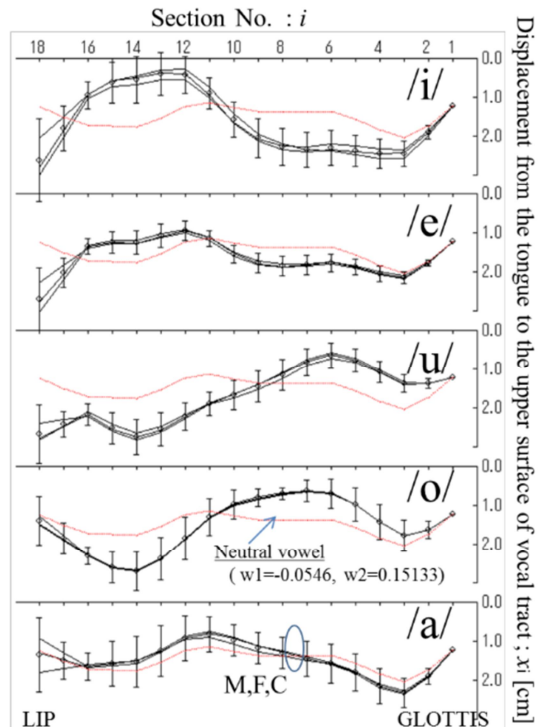 Section No. : i
18 16 14 12 10 8 6 4 2 1
0.0
/i/
1.0
2.0
0.0
/e/
1.0
2.0
0.0
/u/
1.0
2.0
0.0
/o/
1.0
Neutral vowel
2.0
( w1=-0.0546, w2=0.15133)
0.0
/a/
1.0
M,F,C
2.0
LIP
GLOTTIS
Displacement from the tongue to the upper surface of vocal tract ; xi [cm]